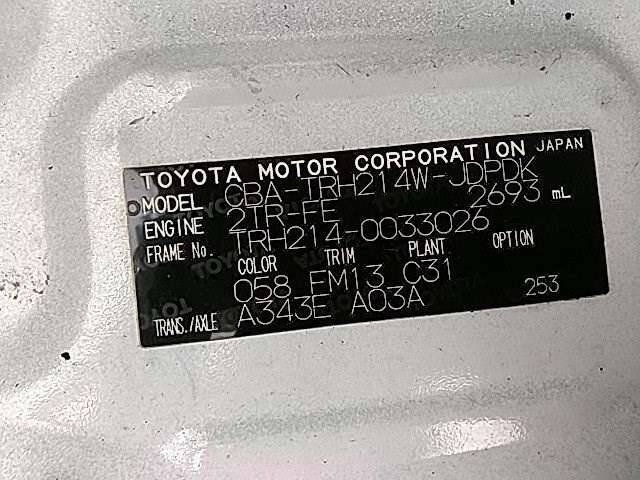 TOYOTA MOTOR CORPORATION JAPAN
MODEL CBA-TRH214W-JDPDK
ENGINE 2TR-FE 2693 mL
FRAME No. TRH214-0033026
COLOR TRIM PLANT OPTION
058 FM13 C31
TRANS./AXLE A343E A03A 253